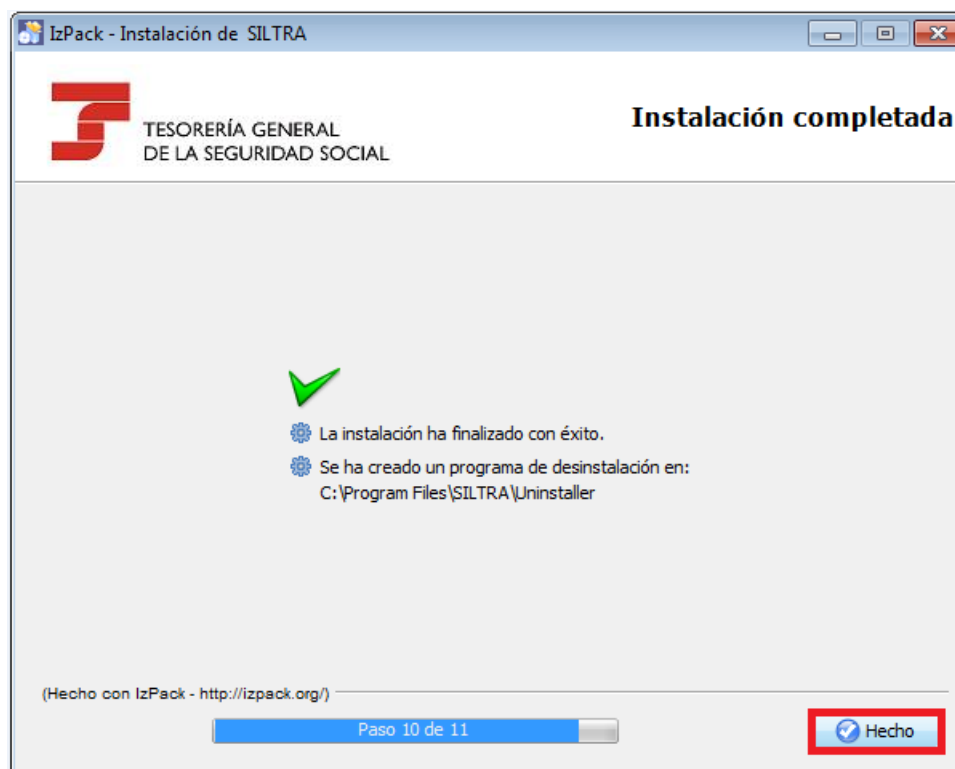 IzPack - Instalación de SILTRA
TESORERÍA GENERAL
DE LA SEGURIDAD SOCIAL
Instalación completada
La instalación ha finalizado con éxito.
Se ha creado un programa de desinstalación en:
C:\Program Files\SILTRA\Uninstaller
(Hecho con IzPack - http://izpack.org/)
Paso 10 de 11
Hecho